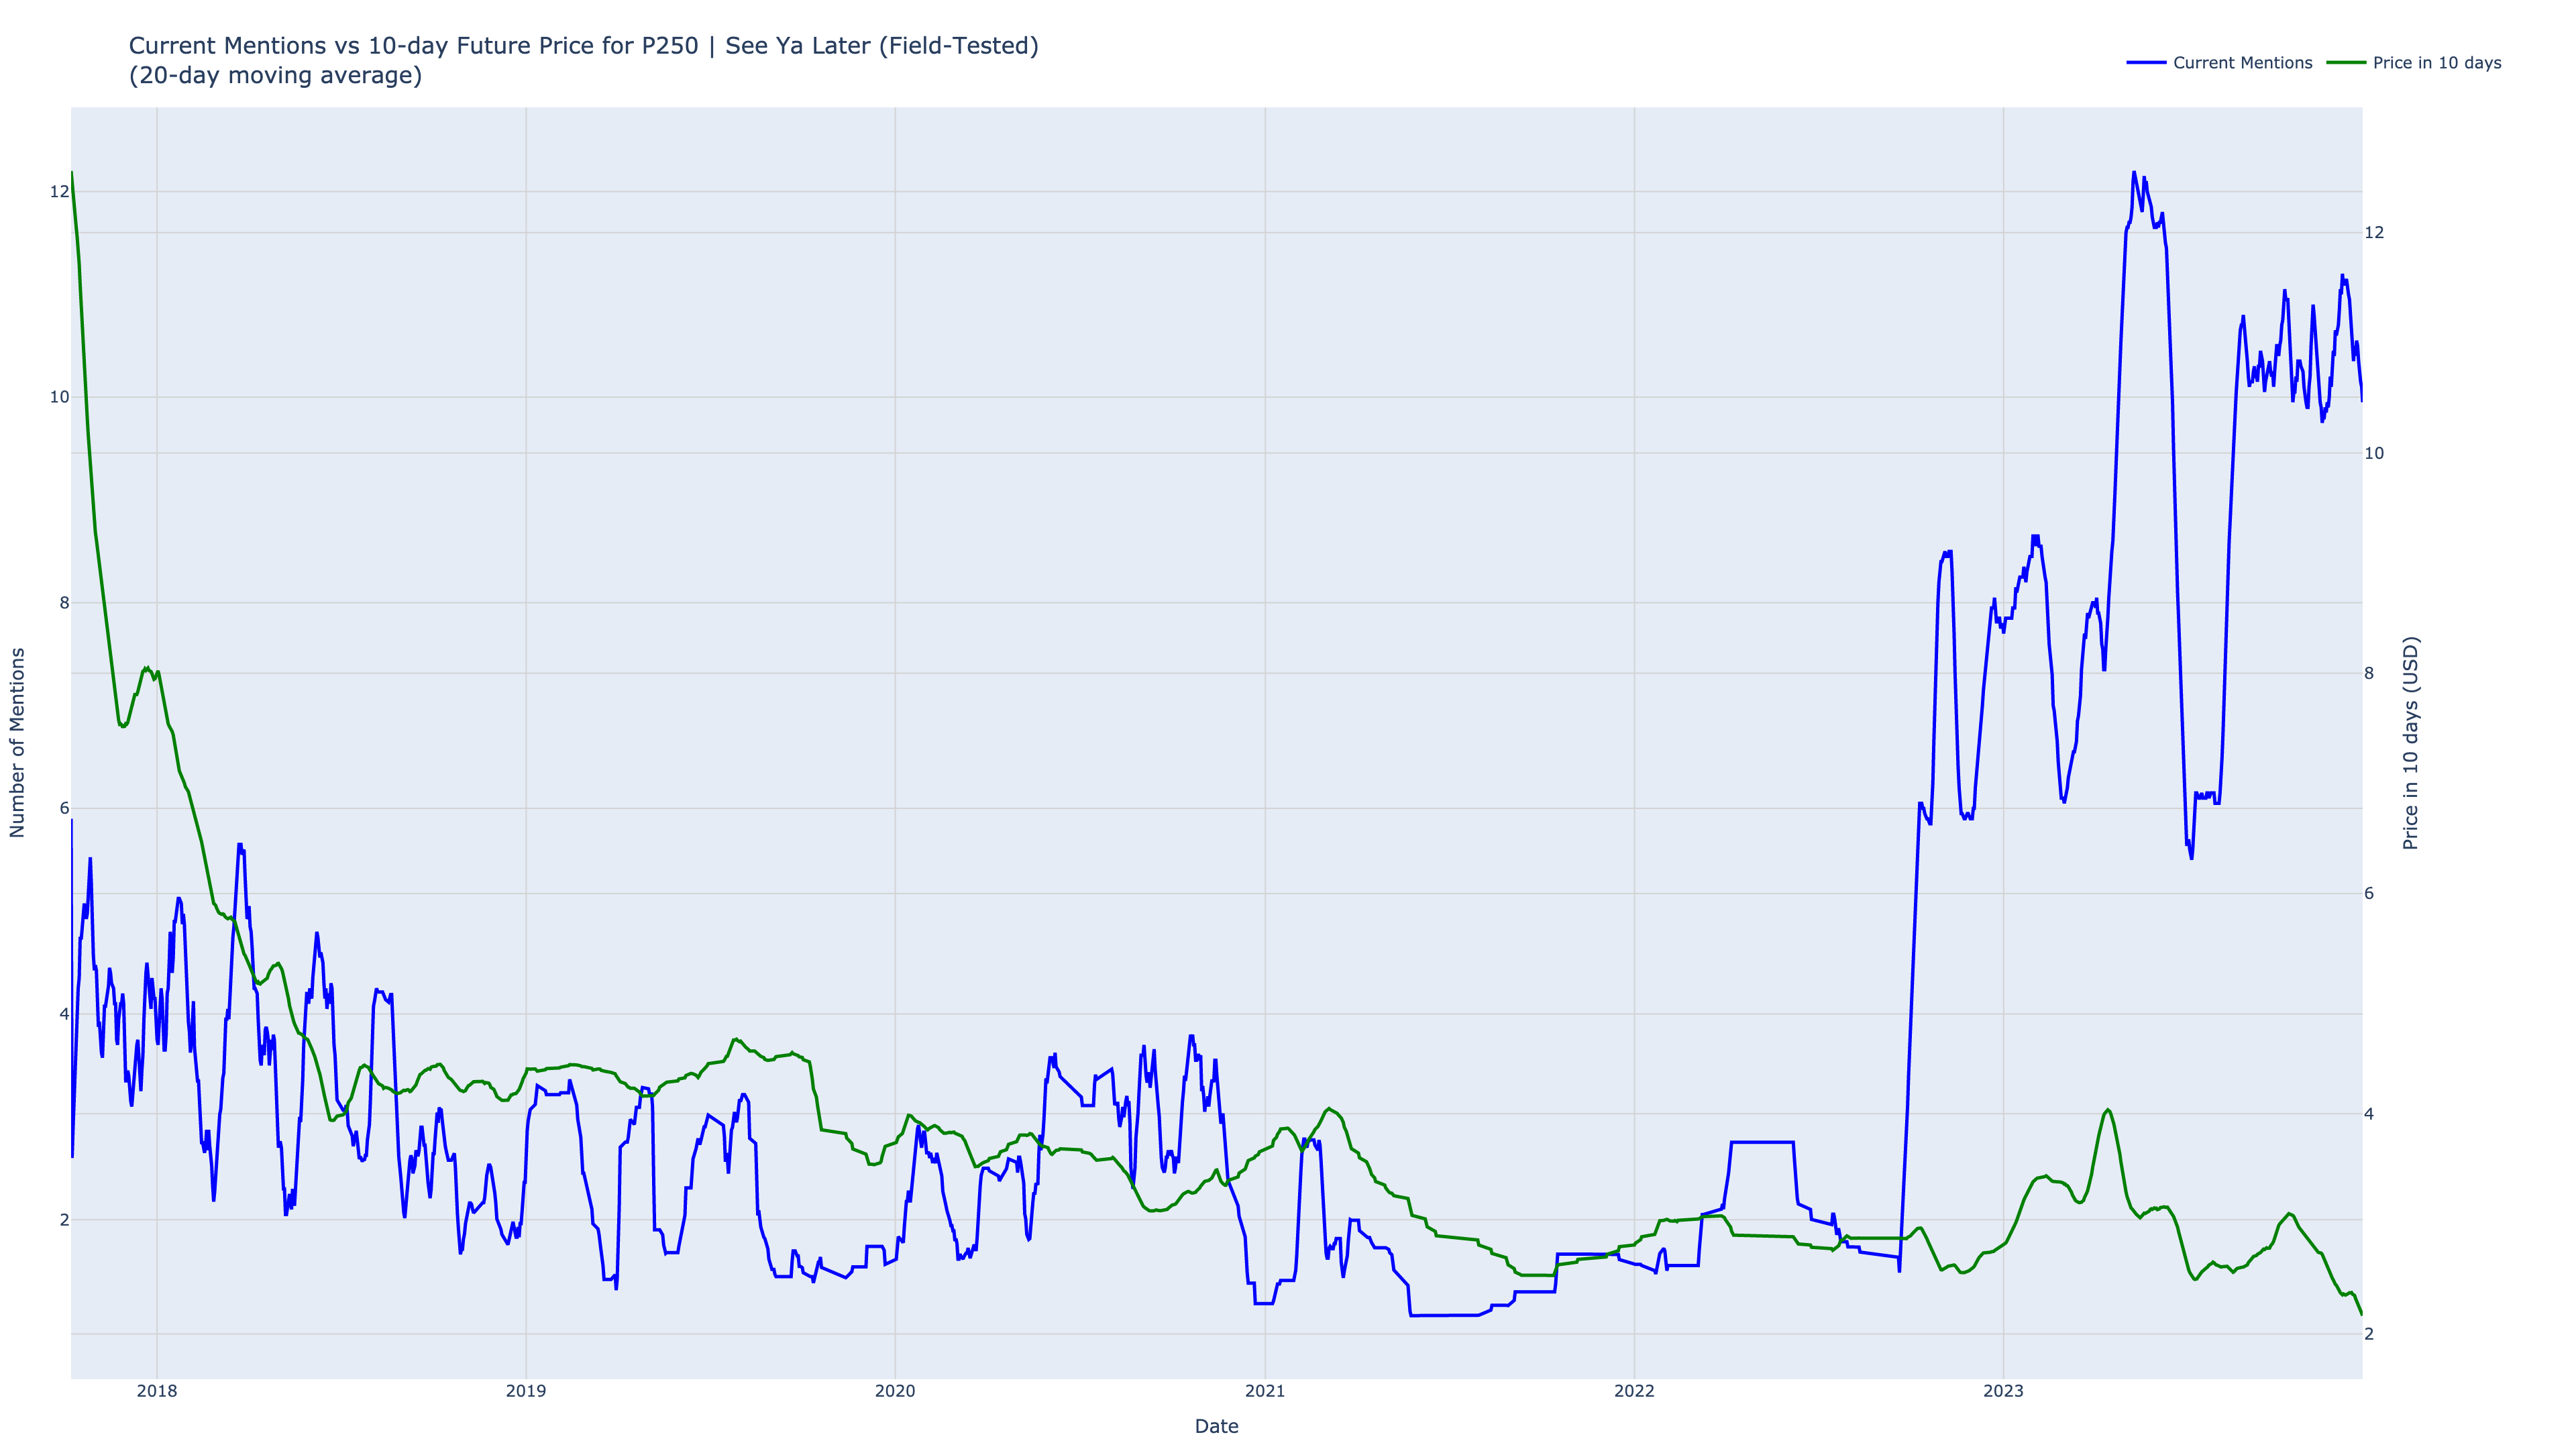 Current Mentions vs 10-day Future Price for P250 | See Ya Later (Field-Tested)
(20-day moving average)
Current Mentions
Price in 10 days
12
10
8
6
4
2
Number of Mentions
12
10
8
6
4
2
Price in 10 days (USD)
2018
2019
2020
2021
2022
2023
Date